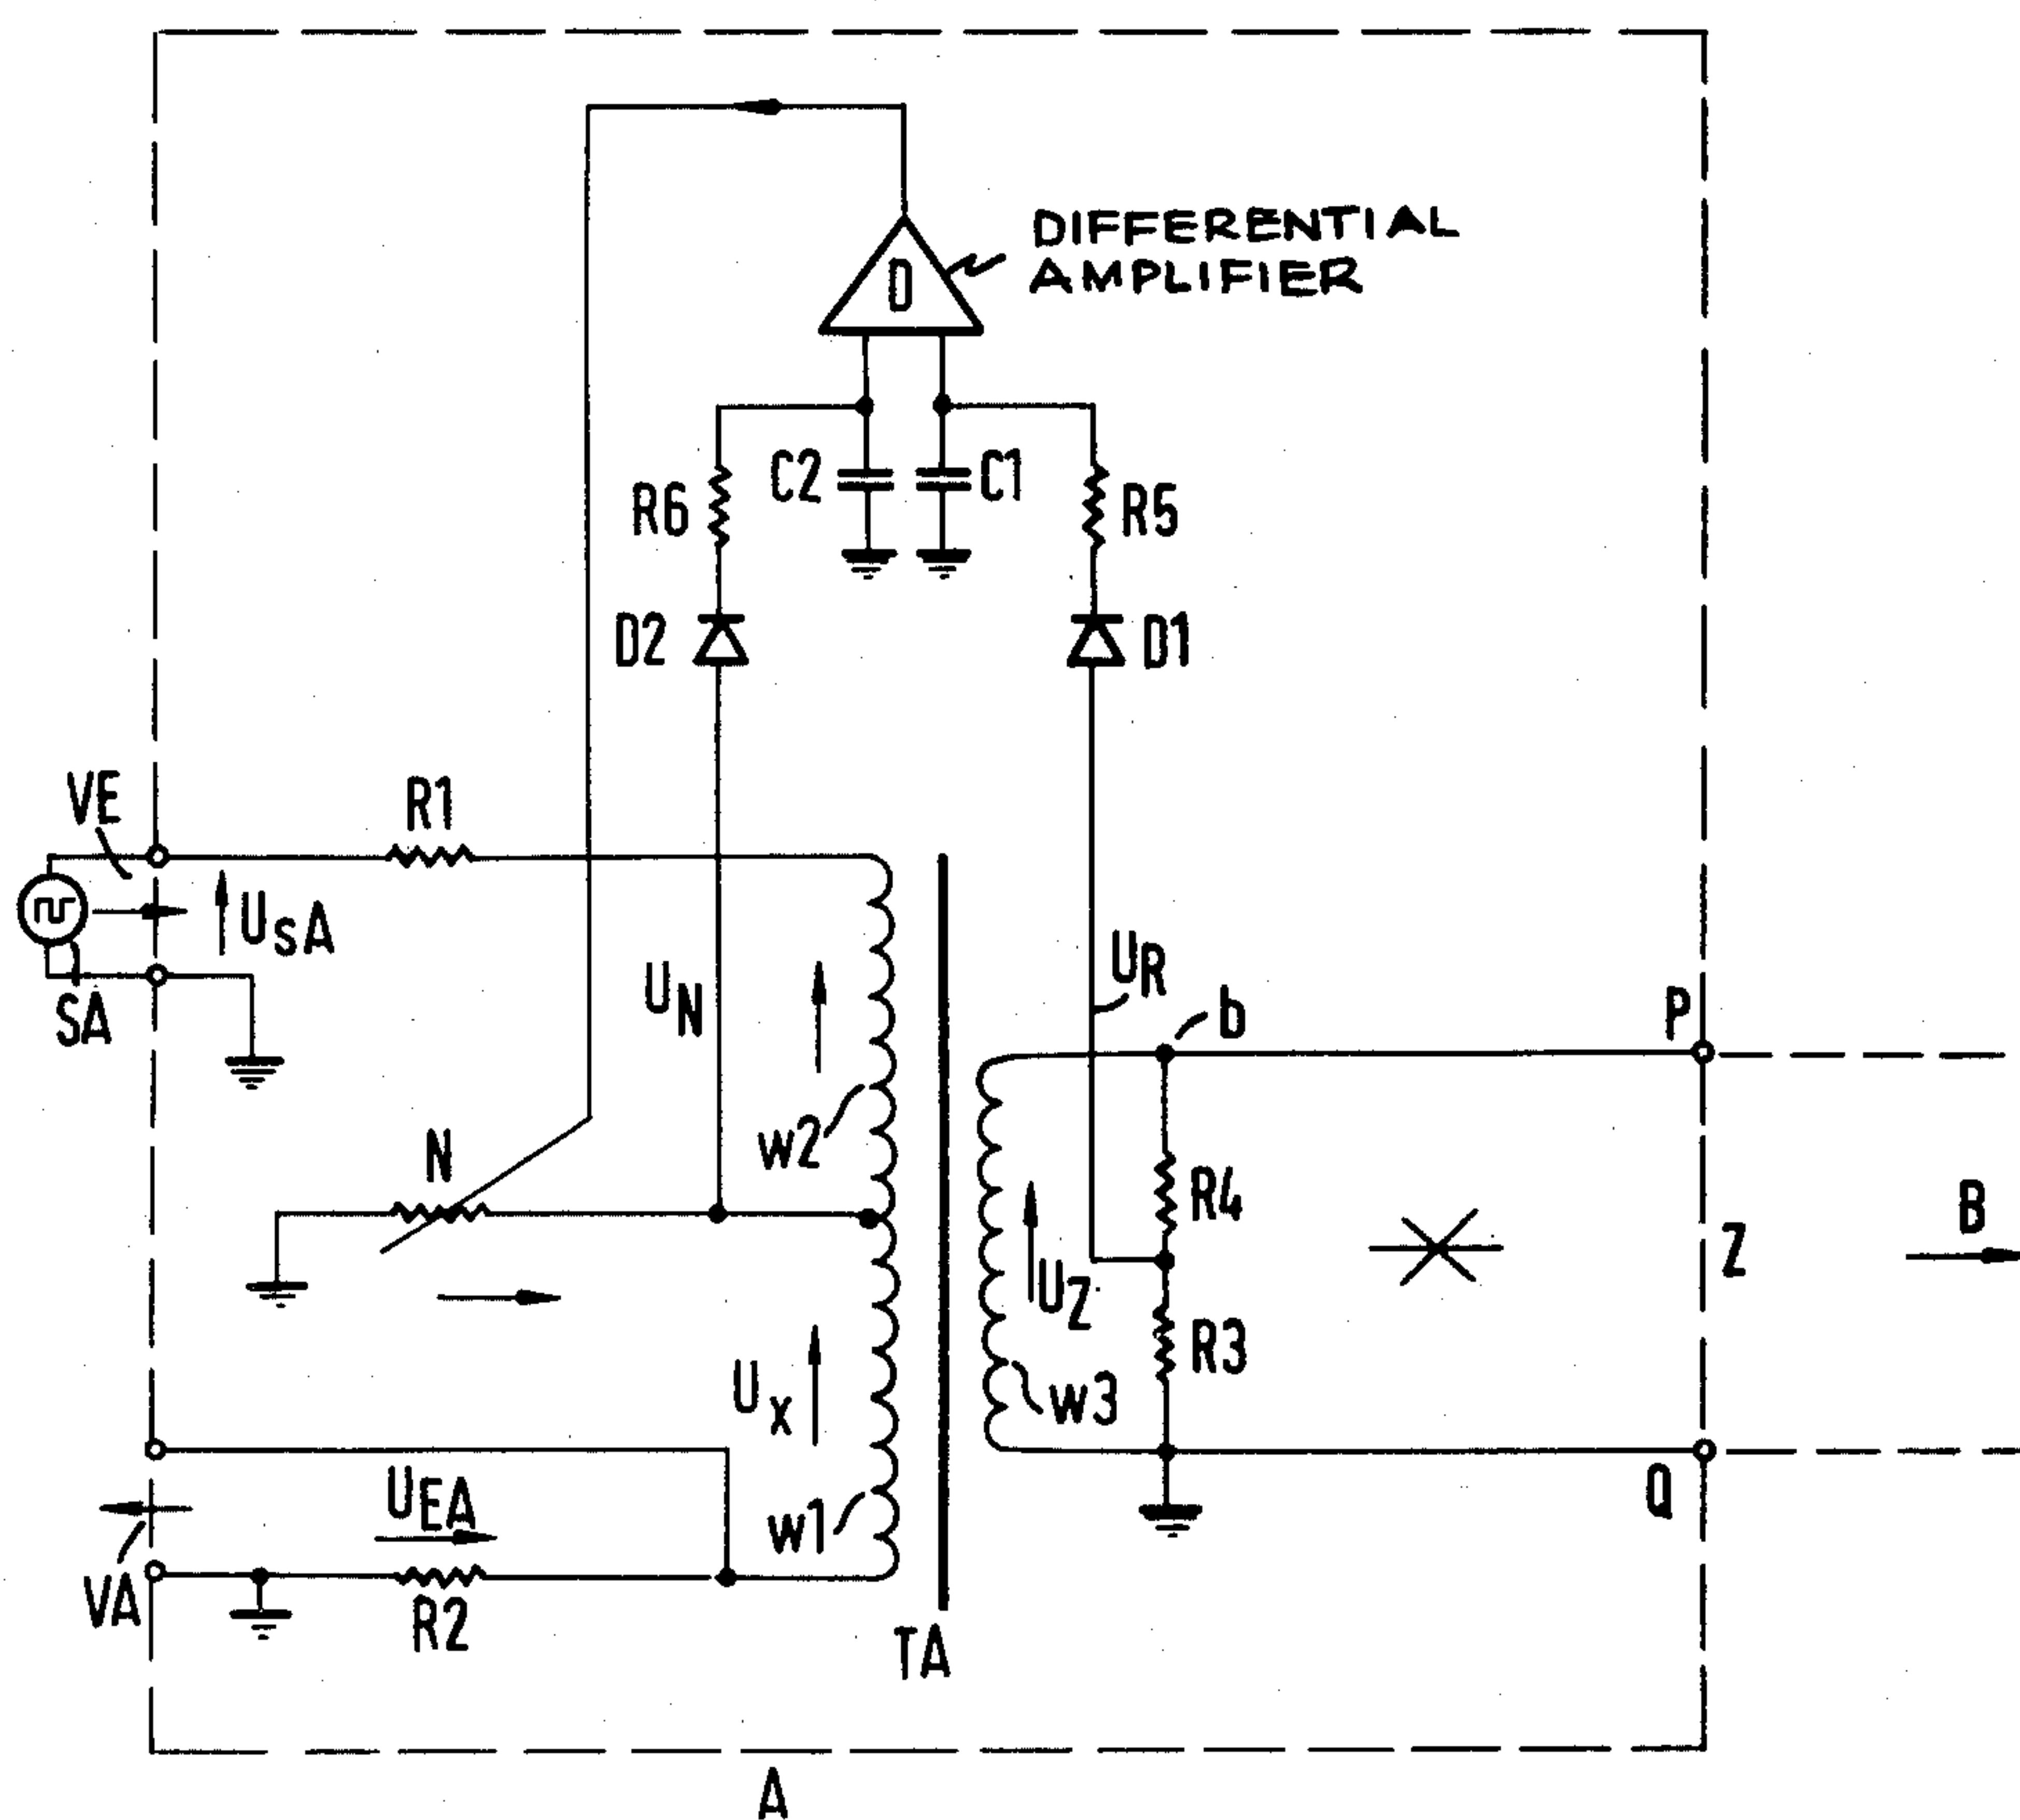 DIFFERENTIAL
AMPLIFIER
D
C2
C1
R6
R5
D2
D1
VE
R1
UsA
SA
UN
UR
b
P
N
w2
R4
Z
B
UZ
R3
UX
w3
UEA
w1
Q
VA
R2
TA
A